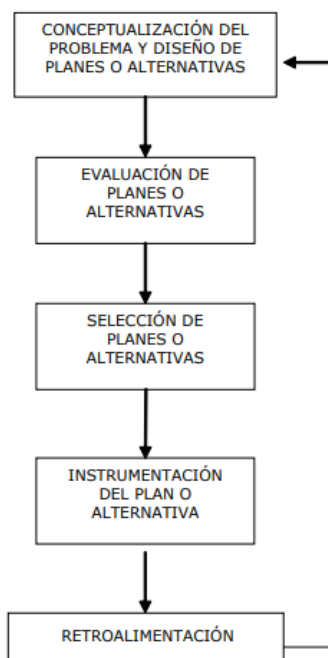 CONCEPTUALIZACIÓN DEL
PROBLEMA Y DISEÑO DE
PLANES O ALTERNATIVAS
EVALUACIÓN DE
PLANES O
ALTERNATIVAS
SELECCIÓN DE
PLANES O
ALTERNATIVAS
INSTRUMENTACIÓN
DEL PLAN O
ALTERNATIVA
RETROALIMENTACIÓN